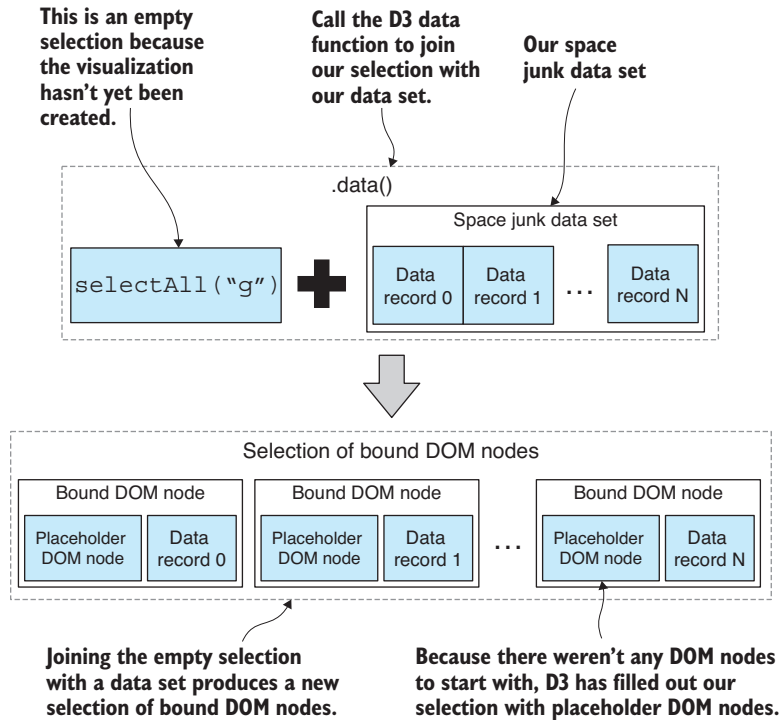 This is an empty
selection because
the visualization
hasn't yet been
created.
Call the D3 data
function to join
our selection with
our data set.
Our space
junk data set
.data()
Space junk data set
selectAll("g")
Data
record 0
Data
record 1
...
Data
record N
Selection of bound DOM nodes
Bound DOM node
Placeholder
DOM node
Data
record 0
Bound DOM node
Placeholder
DOM node
Data
record 1
...
Bound DOM node
Placeholder
DOM node
Data
record N
Joining the empty selection
with a data set produces a new
selection of bound DOM nodes.
Because there weren't any DOM nodes
to start with, D3 has filled out our
selection with placeholder DOM nodes.